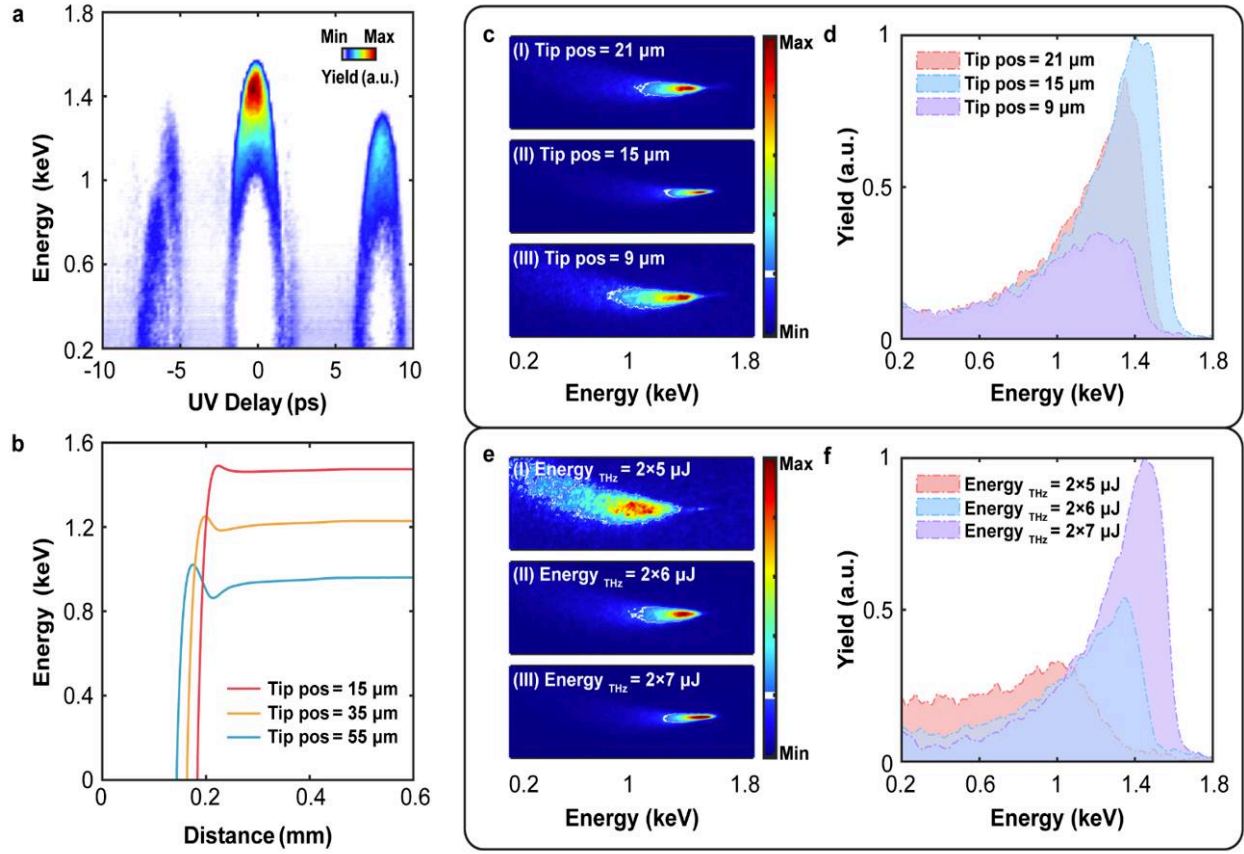 a
1.8
1.4
1
0.6
0.2
Energy (keV)
Min Max
Yield (a.u.)
-10 -5 0 5 10
UV Delay (ps)
b
1.6
1.2
0.8
0.4
0
Energy (keV)
Tip pos = 15 μm
Tip pos = 35 μm
Tip pos = 55 μm
0 0.2 0.4 0.6
Distance (mm)
c
(I) Tip pos = 21 μm
(II) Tip pos = 15 μm
(III) Tip pos = 9 μm
Max
Min
0.2 1 1.8
Energy (keV)
d
1
0.5
0
Yield (a.u.)
Tip pos = 21 μm
Tip pos = 15 μm
Tip pos = 9 μm
0.2 0.6 1 1.4 1.8
Energy (keV)
e
(I) Energy THz = 2×5 μJ
(II) Energy THz = 2×6 μJ
(III) Energy THz = 2×7 μJ
Max
Min
0.2 1 1.8
Energy (keV)
f
1
0.5
0
Yield (a.u.)
Energy THz = 2×5 μJ
Energy THz = 2×6 μJ
Energy THz = 2×7 μJ
0.2 0.6 1 1.4 1.8
Energy (keV)